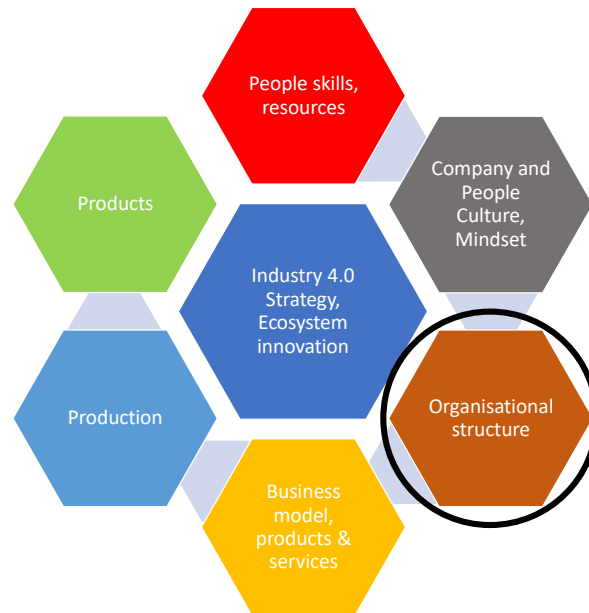 People skills,
resources
Products
Company and
People
Culture,
Mindset
Industry 4.0
Strategy,
Ecosystem
innovation
Production
Organisational
structure
Business
model,
products &
services